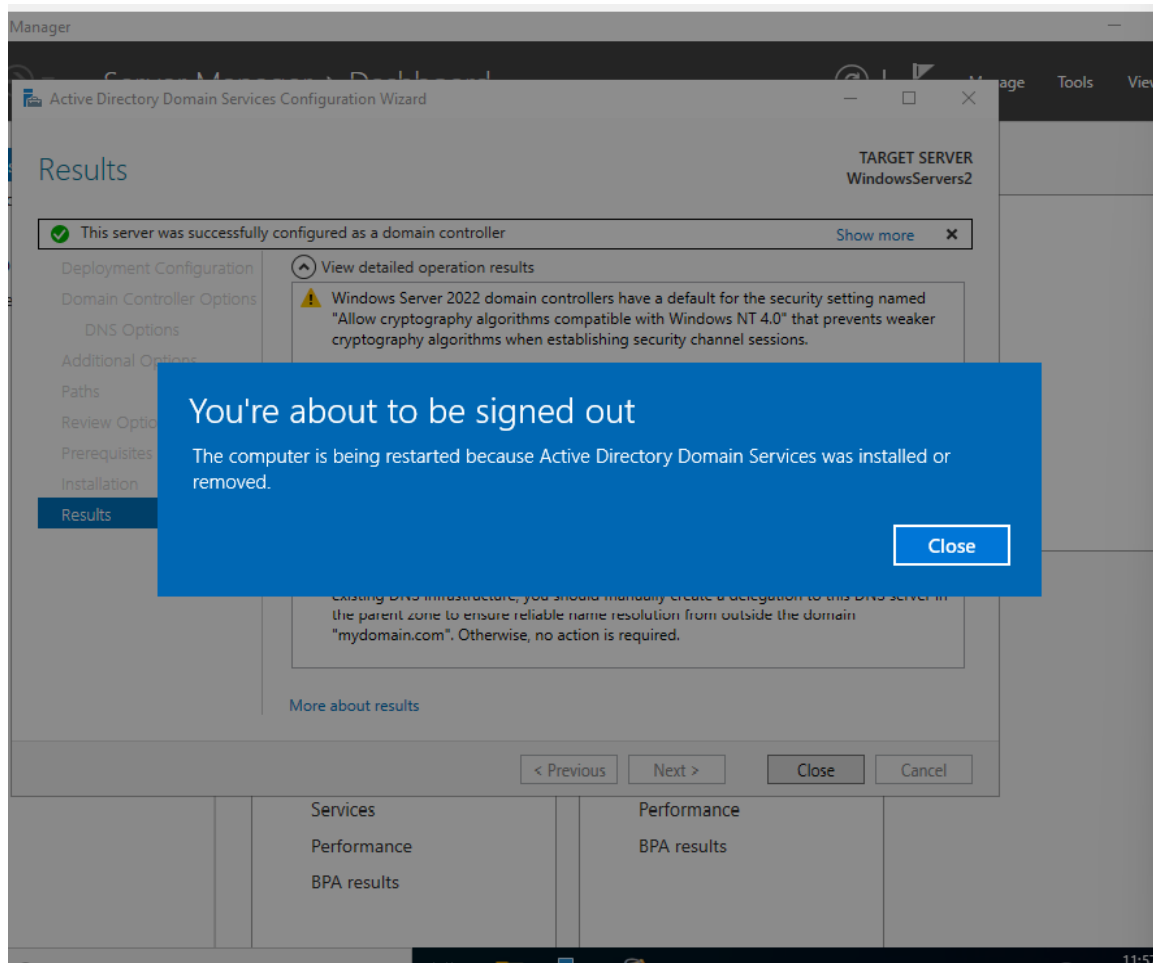 Manager
Server Manager › Dashboard
Manage Tools View
Active Directory Domain Services Configuration Wizard
Results
TARGET SERVER
WindowsServers2
This server was successfully configured as a domain controller
Show more
Deployment Configuration
Domain Controller Options
DNS Options
Additional Options
Paths
Review Optio
Prerequisites
Installation
Results
View detailed operation results
Windows Server 2022 domain controllers have a default for the security setting named
"Allow cryptography algorithms compatible with Windows NT 4.0" that prevents weaker
cryptography algorithms when establishing security channel sessions.
You're about to be signed out
The computer is being restarted because Active Directory Domain Services was installed or
removed.
Close
existing DNS infrastructure, you should manually create a delegation to this DNS server in
the parent zone to ensure reliable name resolution from outside the domain
"mydomain.com". Otherwise, no action is required.
More about results
< Previous
Next >
Close
Cancel
Services
Performance
BPA results
Performance
BPA results